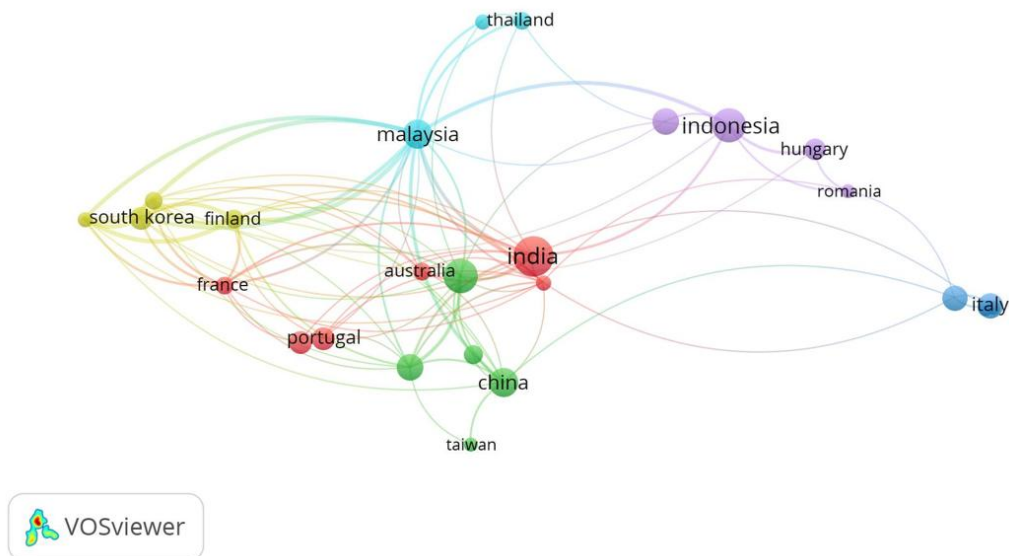 thailand
malaysia
indonesia
hungary
romania
south korea
finland
india
australia
france
italy
portugal
china
taiwan
VOSviewer